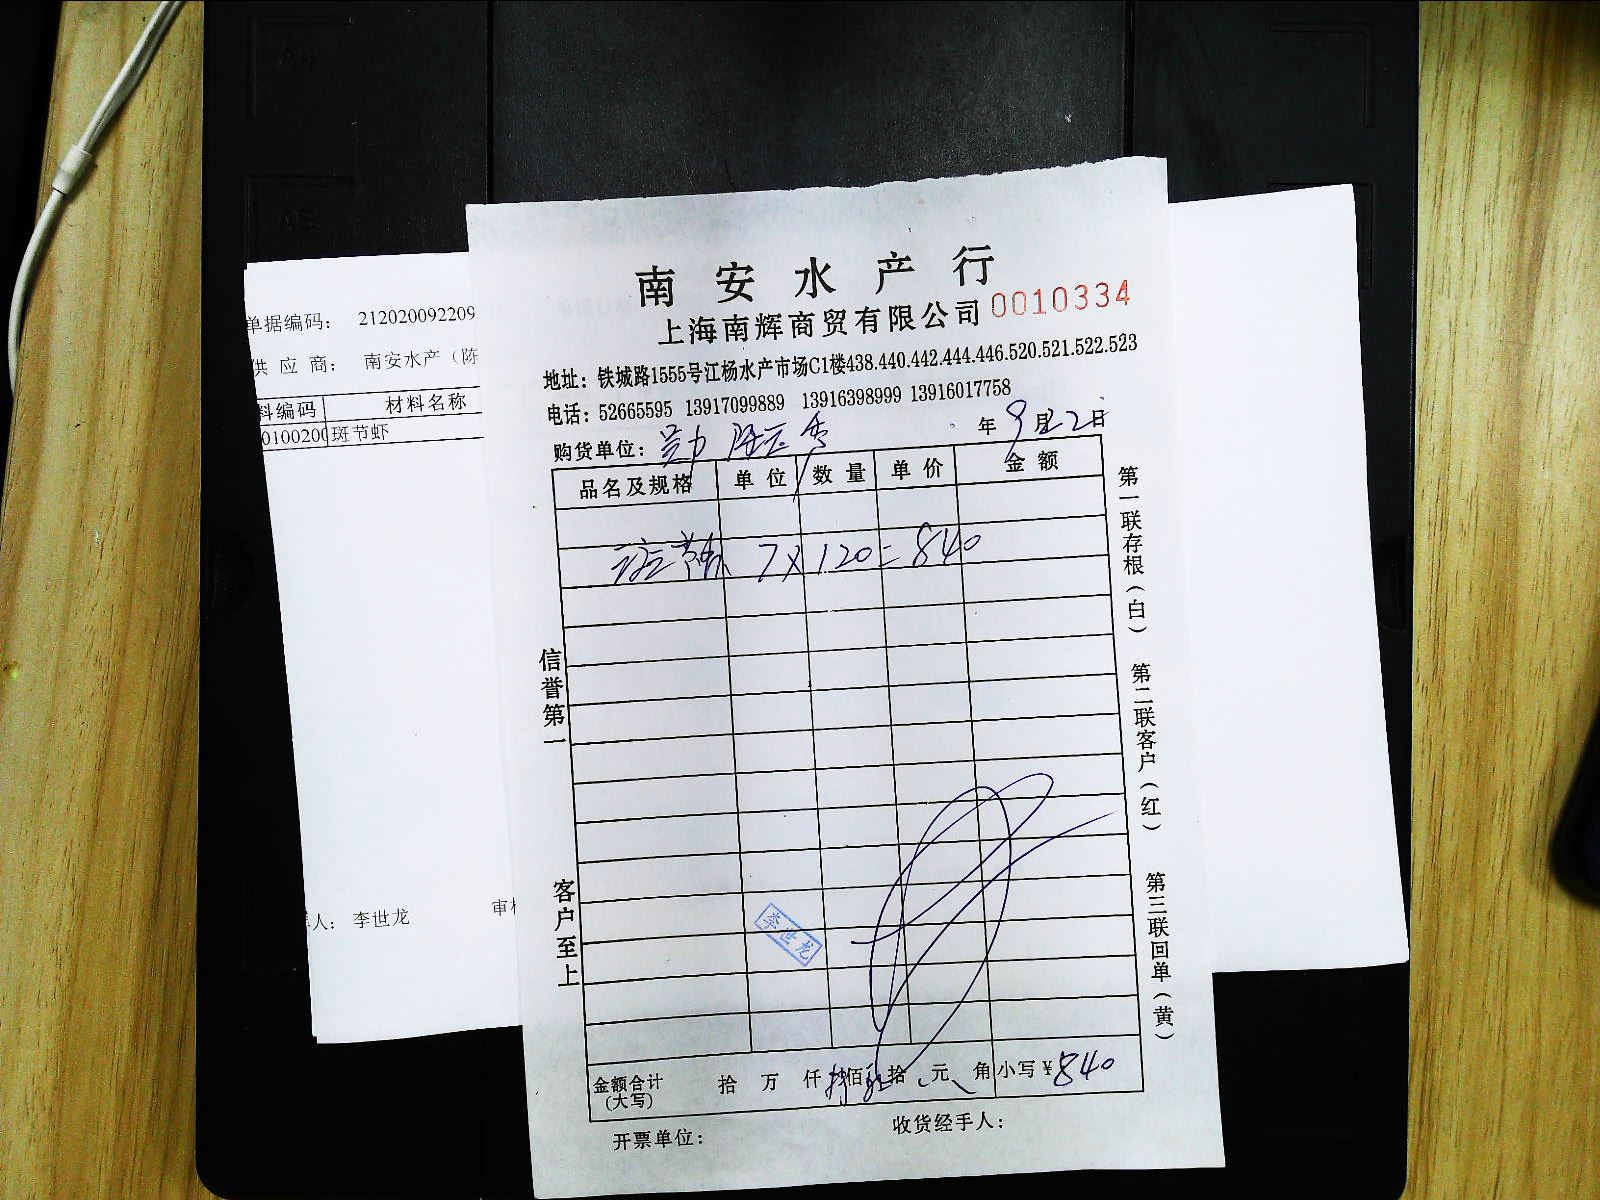 南安水产行
上海南辉商贸有限公司 0010334
地址：铁城路1555号江杨水产市场C1楼438.440.442.444.446.520.521.522.523
电话：52665595 13917099889 13916398999 13916017758
购货单位： 年9月22日
品名及规格 单位 数量 单价 金额
斑节虾 7X120=840
信誉第一
客户至上
第一联存根（白）
第二联客户（红）
第三联回单（黄）
李世龙
金额合计（大写） 拾 万 仟 捌佰肆拾 元 角 小写￥840
开票单位： 收货经手人：
单据编码： 212020092209
供应商： 南安水产（陈
料编码 材料名称
0100200 斑节虾
人： 李世龙 审